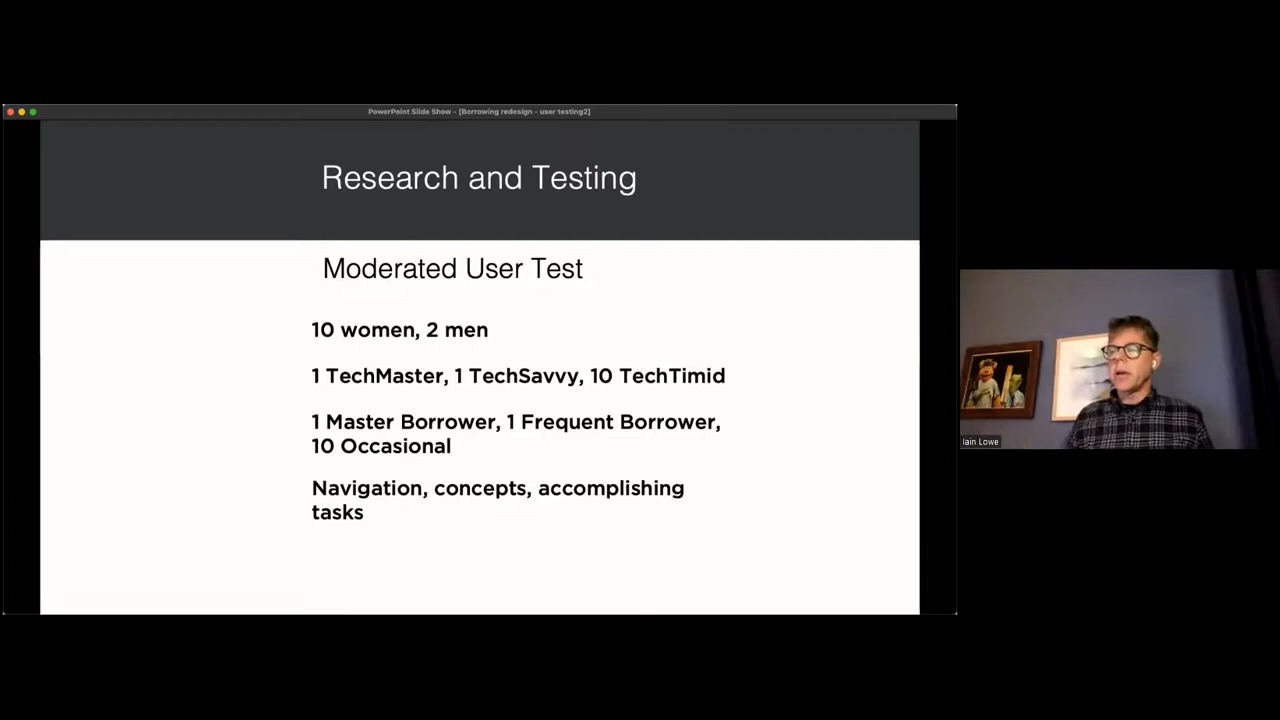 PowerPoint Slide Show - [Borrowing redesign - user testing2]
Research and Testing
Moderated User Test
10 women, 2 men
1 TechMaster, 1 TechSavvy, 10 TechTimid
1 Master Borrower, 1 Frequent Borrower,
10 Occasional
Navigation, concepts, accomplishing
tasks
Iain Lowe